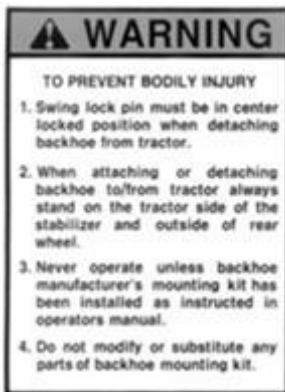 WARNING
TO PREVENT BODILY INJURY
1. Swing lock pin must be in center
locked position when detaching
backhoe from tractor.
2. When attaching or detaching
backhoe to/from tractor always
stand on the tractor side of the
stabilizer and outside of rear
wheel.
3. Never operate unless backhoe
manufacturer's mounting kit has
been installed as instructed in
operators manual.
4. Do not modify or substitute any
parts of backhoe mounting kit.